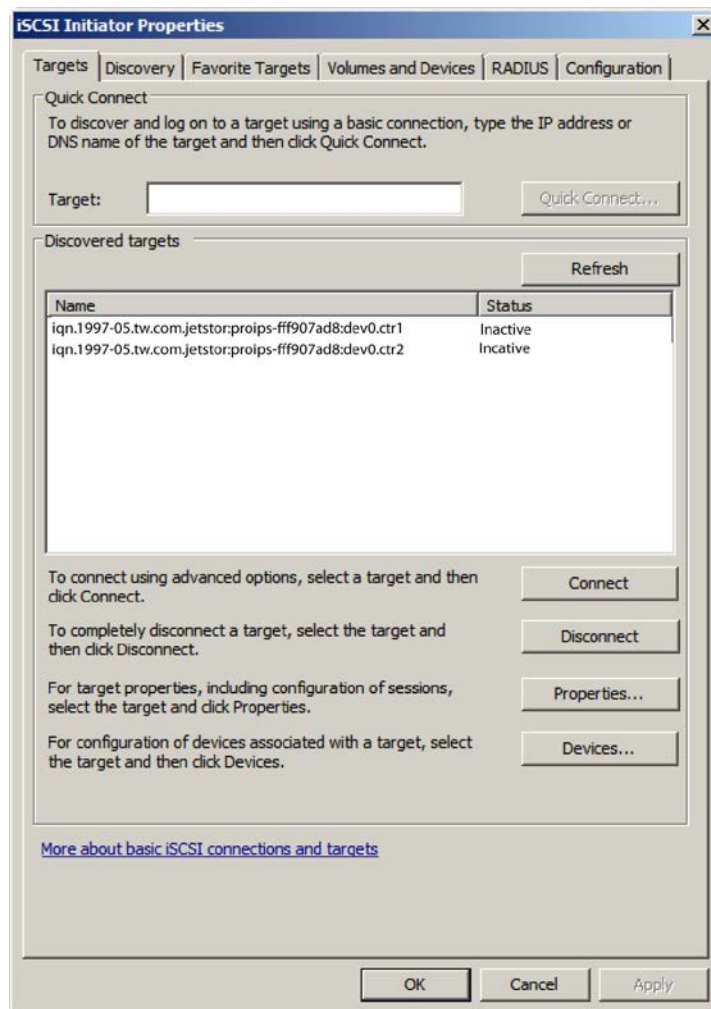 iSCSI Initiator Properties
Targets Discovery Favorite Targets Volumes and Devices RADIUS Configuration
Quick Connect
To discover and log on to a target using a basic connection, type the IP address or
DNS name of the target and then click Quick Connect.
Target: Quick Connect...
Discovered targets
Refresh
Name Status
iqn.1997-05.tw.com.jetstor:proips-fff907ad8:dev0.ctr1 Inactive
iqn.1997-05.tw.com.jetstor:proips-fff907ad8:dev0.ctr2 Incative
To connect using advanced options, select a target and then
click Connect.
Connect
To completely disconnect a target, select the target and
then click Disconnect.
Disconnect
For target properties, including configuration of sessions,
select the target and click Properties.
Properties...
For configuration of devices associated with a target, select
the target and then click Devices.
Devices...
More about basic iSCSI connections and targets
OK Cancel Apply